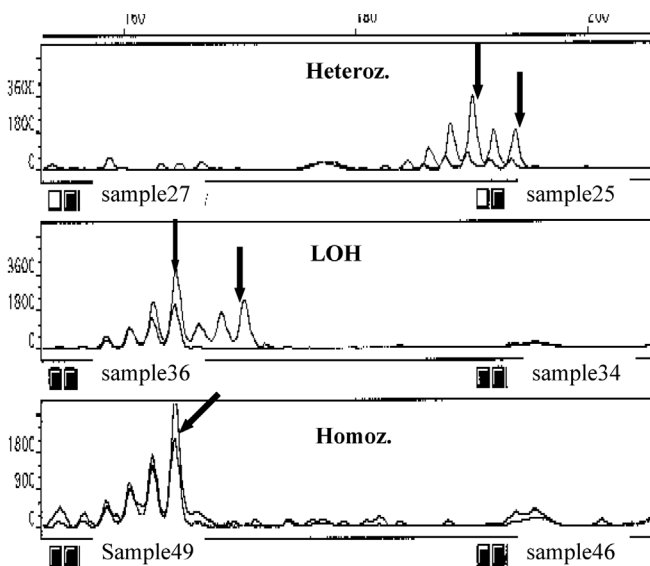 160 180 200
Heteroz.
3600
1800
0
sample27 sample25
LOH
3600
1800
0
sample36 sample34
Homoz.
1800
900
0
Sample49 sample46